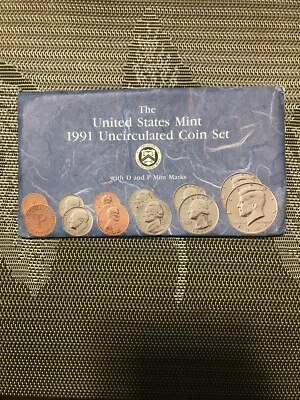 The
United States Mint
1991 Uncirculated Coin Set
with D and P Mint Marks